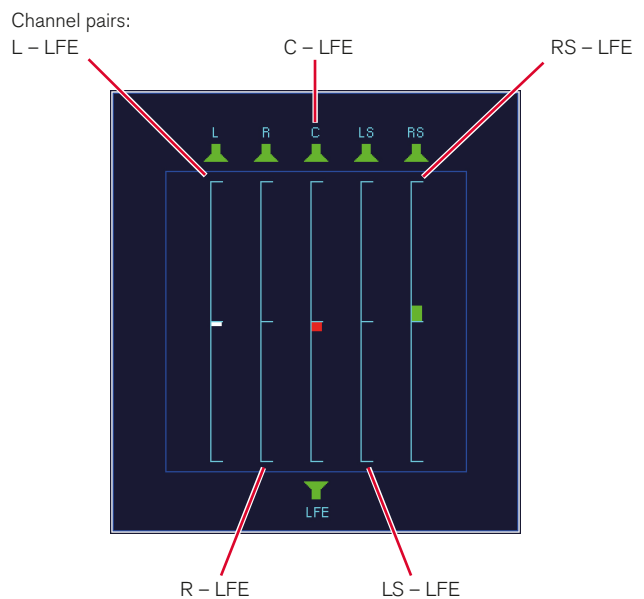 Channel pairs:
L – LFE
C – LFE
RS – LFE
L R C LS RS
LFE
R – LFE
LS – LFE